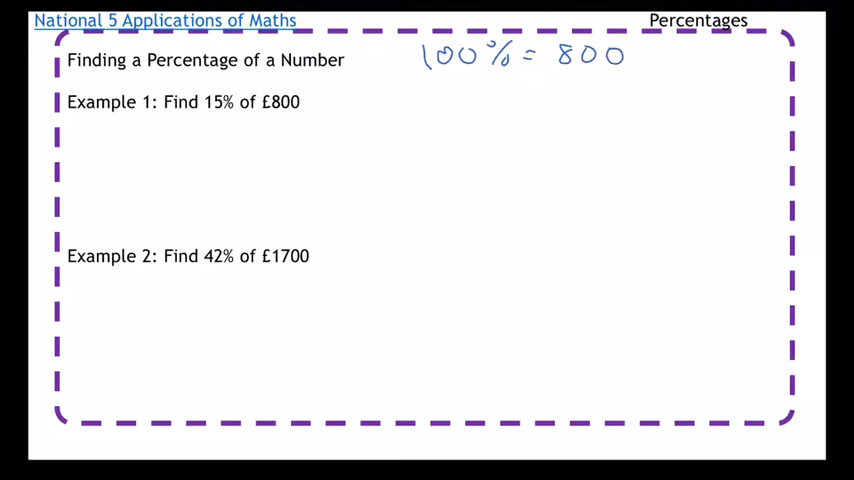 National 5 Applications of Maths
Percentages
Finding a Percentage of a Number
100% = 800
Example 1: Find 15% of £800
Example 2: Find 42% of £1700